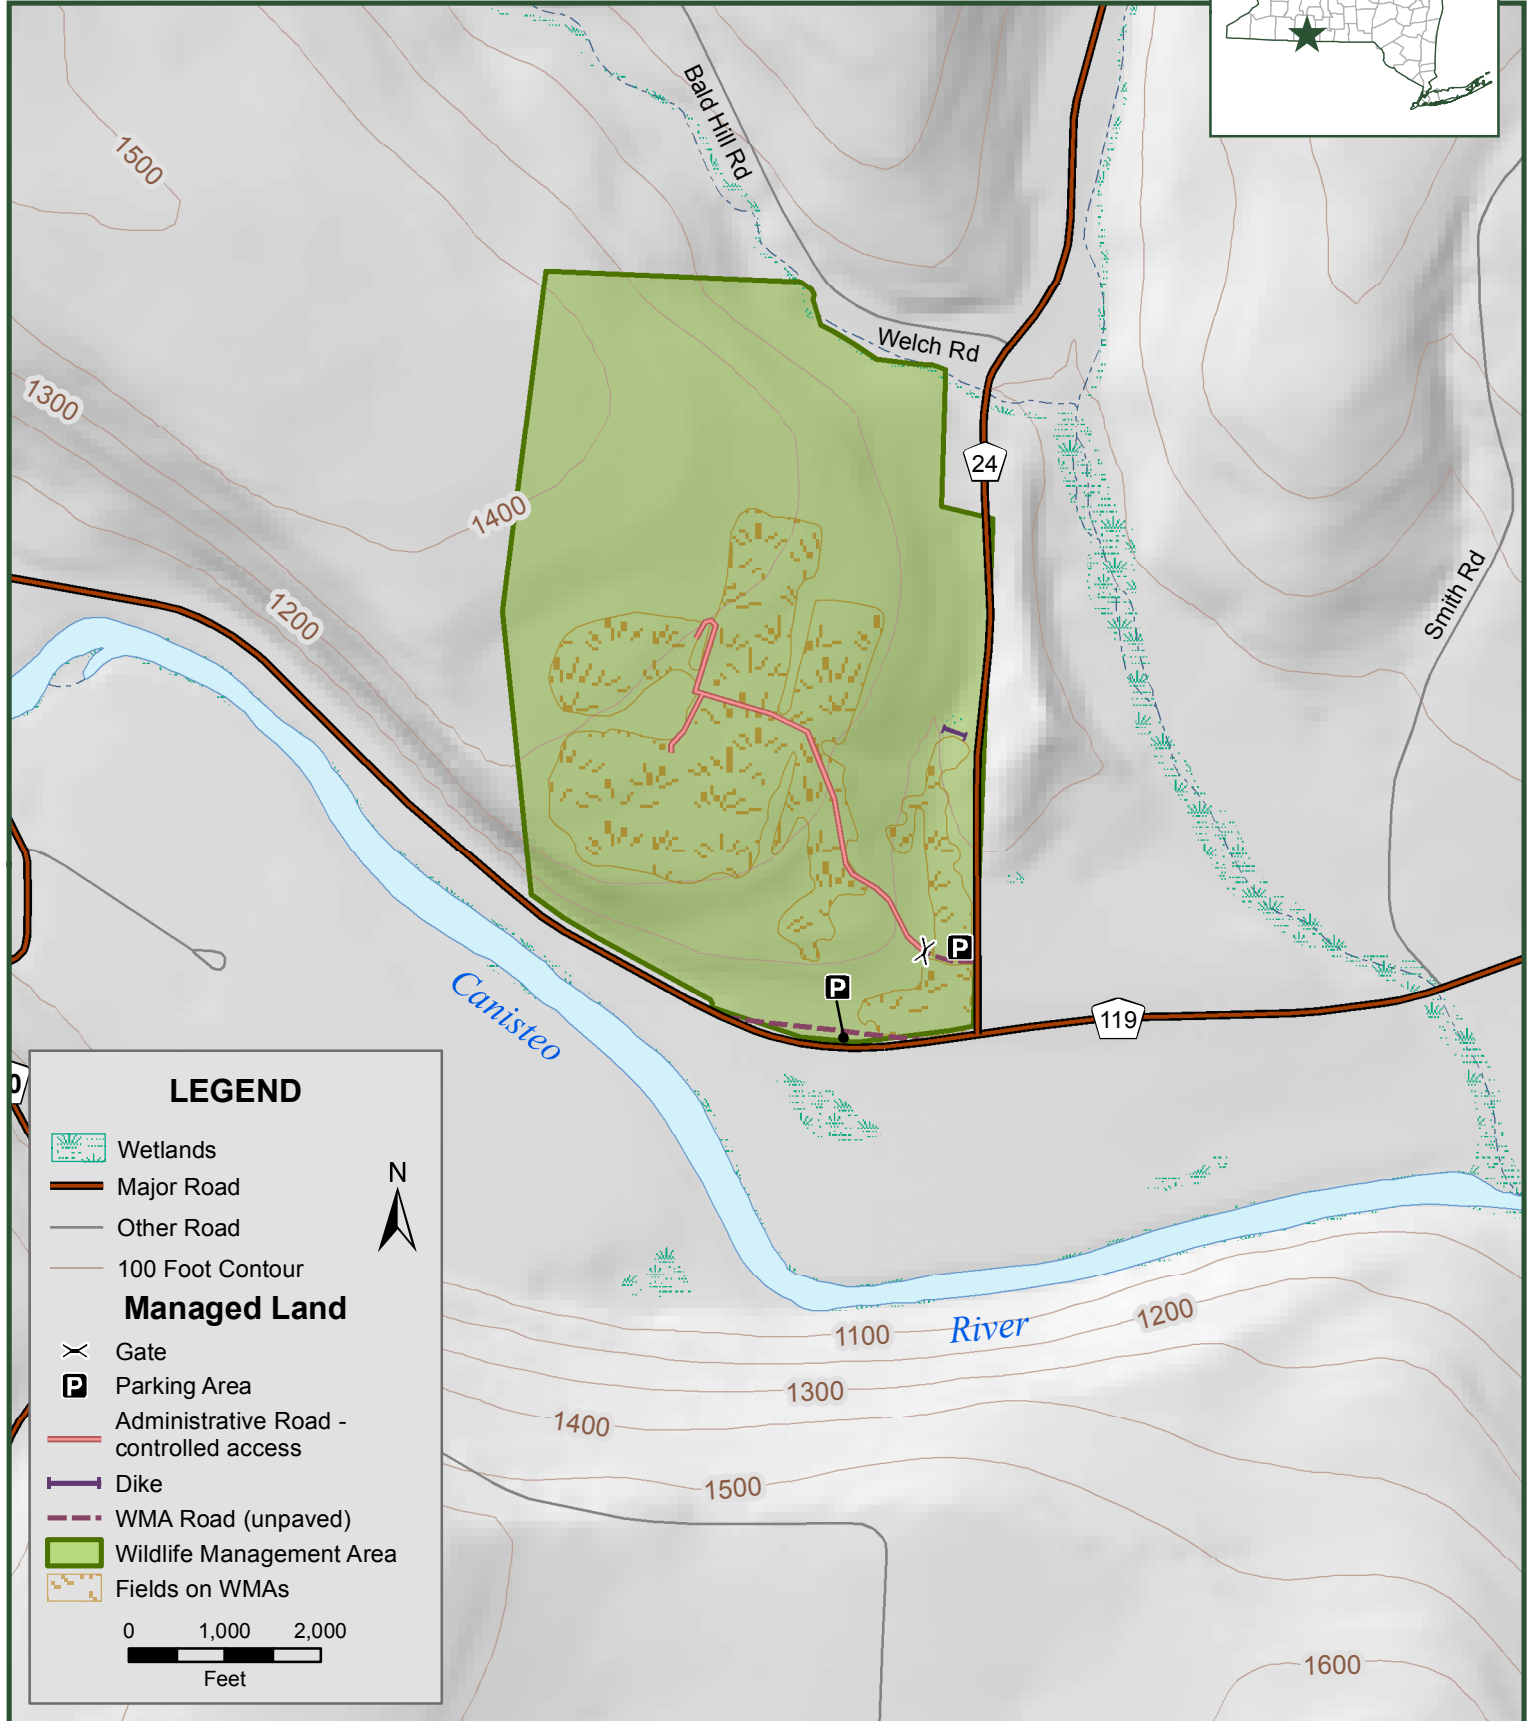 Bald Hill Rd
1500
Welch Rd
1300
24
1400
Smith Rd
1200
P
P
119
Canisteo
River
1100
1200
1300
1400
1500
1600
LEGEND
Wetlands
N
Major Road
Other Road
100 Foot Contour
Managed Land
Gate
P Parking Area
Administrative Road -
controlled access
Dike
WMA Road (unpaved)
Wildlife Management Area
Fields on WMAs
0 1,000 2,000
Feet